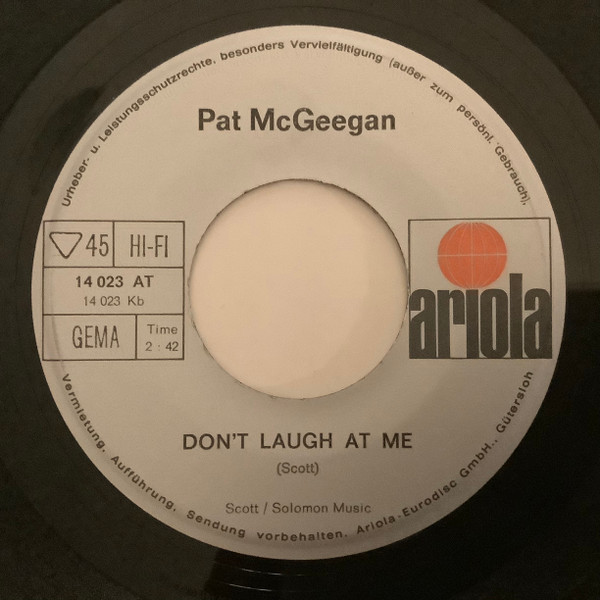 Urheber- u. Leistungsschutzrechte, besonders Vervielfältigung (außer zum persönl. Gebrauch),
Pat McGeegan
45 HI-FI
14 023 AT
14 023 Kb
GEMA Time
2 : 42
ariola
DON'T LAUGH AT ME
(Scott)
Scott / Solomon Music
Vermietung, Aufführung, Sendung vorbehalten. Ariola-Eurodisc GmbH., Gütersloh